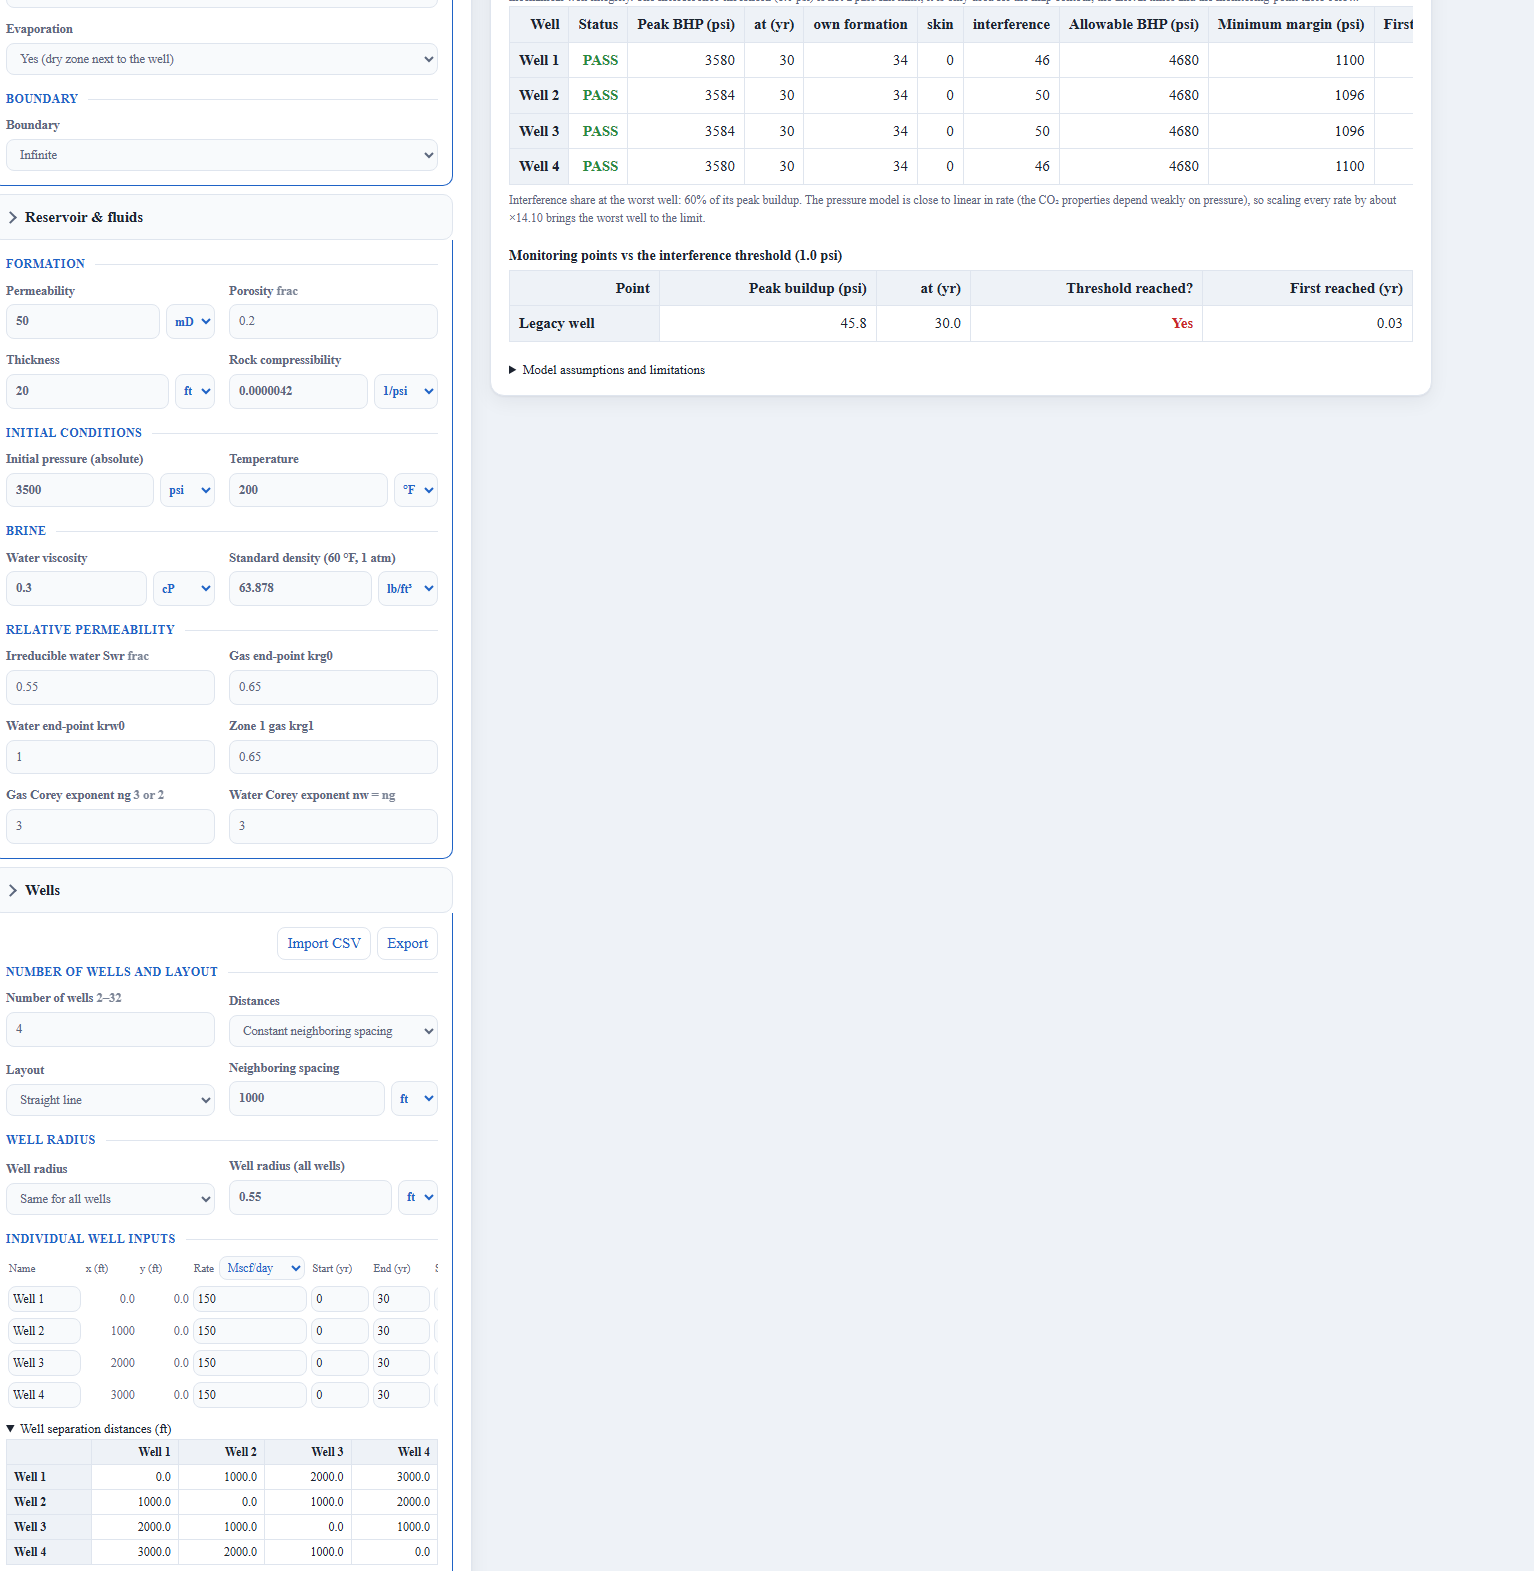 Evaporation
Yes (dry zone next to the well)
BOUNDARY
Boundary
Infinite
Reservoir & fluids
FORMATION
Permeability
Porosity frac
50
mD
0.2
Thickness
Rock compressibility
20
ft
0.0000042
1/psi
INITIAL CONDITIONS
Initial pressure (absolute)
Temperature
3500
psi
200
°F
BRINE
Water viscosity
Standard density (60 °F, 1 atm)
0.3
cP
63.878
lb/ft³
RELATIVE PERMEABILITY
Irreducible water Swr frac
Gas end-point krg0
0.55
0.65
Water end-point krw0
Zone 1 gas krg1
1
0.65
Gas Corey exponent ng 3 or 2
Water Corey exponent nw = ng
3
3
Wells
Import CSV
Export
NUMBER OF WELLS AND LAYOUT
Number of wells 2–32
Distances
4
Constant neighboring spacing
Layout
Neighboring spacing
Straight line
1000
ft
WELL RADIUS
Well radius
Well radius (all wells)
Same for all wells
0.55
ft
INDIVIDUAL WELL INPUTS
Name x (ft) y (ft) Rate Mscf/day Start (yr) End (yr)
Well 1 0.0 0.0 150 0 30
Well 2 1000 0.0 150 0 30
Well 3 2000 0.0 150 0 30
Well 4 3000 0.0 150 0 30
Well separation distances (ft)
Well 1 Well 2 Well 3 Well 4
Well 1 0.0 1000.0 2000.0 3000.0
Well 2 1000.0 0.0 1000.0 2000.0
Well 3 2000.0 1000.0 0.0 1000.0
Well 4 3000.0 2000.0 1000.0 0.0
Well Status Peak BHP (psi) at (yr) own formation skin interference Allowable BHP (psi) Minimum margin (psi) First
Well 1 PASS 3580 30 34 0 46 4680 1100
Well 2 PASS 3584 30 34 0 50 4680 1096
Well 3 PASS 3584 30 34 0 50 4680 1096
Well 4 PASS 3580 30 34 0 46 4680 1100
Interference share at the worst well: 60% of its peak buildup. The pressure model is close to linear in rate (the CO₂ properties depend weakly on pressure), so scaling every rate by about
×14.10 brings the worst well to the limit.
Monitoring points vs the interference threshold (1.0 psi)
Point Peak buildup (psi) at (yr) Threshold reached? First reached (yr)
Legacy well 45.8 30.0 Yes 0.03
Model assumptions and limitations